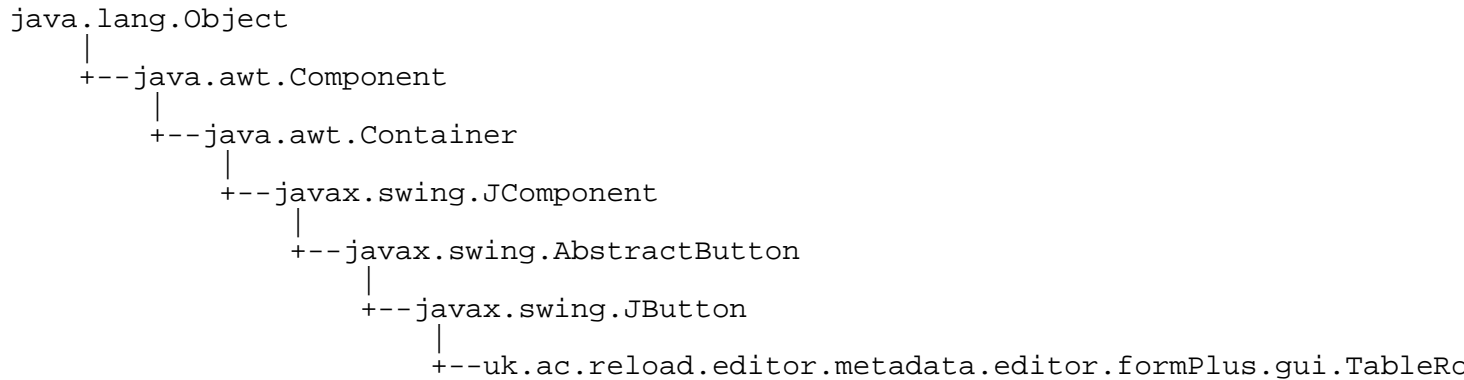 java.lang.Object
|
+--java.awt.Component
|
+--java.awt.Container
|
+--javax.swing.JComponent
|
+--javax.swing.AbstractButton
|
+--javax.swing.JButton
|
+--uk.ac.reload.editor.metadata.editor.formPlus.gui.TableRo